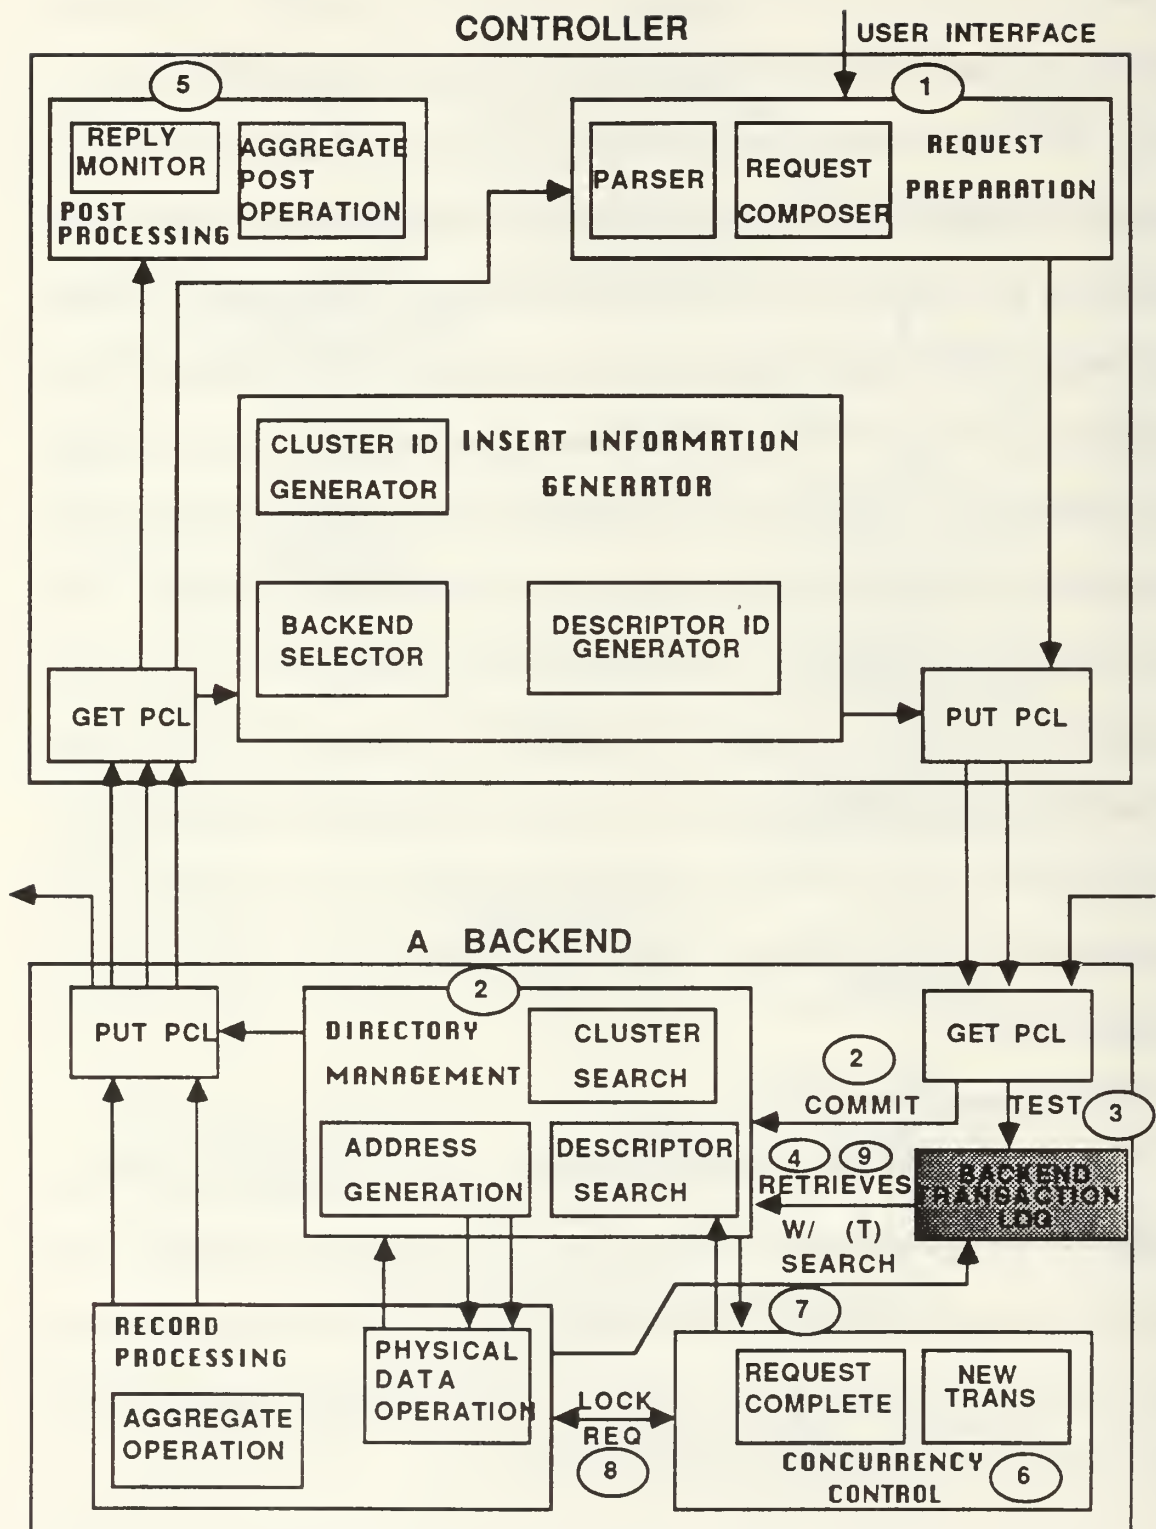 CONTROLLER
USER INTERFACE
5
1
REPLY
MONITOR
AGGREGATE
POST
OPERATION
POST
PROCESSING
PARSER
REQUEST
COMPOSER
REQUEST
PREPARATION
CLUSTER ID
GENERATOR
INSERT INFORMATION
GENERATOR
BACKEND
SELECTOR
DESCRIPTOR ID
GENERATOR
GET PCL
PUT PCL
A BACKEND
2
PUT PCL
DIRECTORY
MANAGEMENT
CLUSTER
SEARCH
GET PCL
2
COMMIT
TEST
3
ADDRESS
GENERATION
DESCRIPTOR
SEARCH
4
9
RETRIEVES
W/ (T)
SEARCH
BACKEND
TRANSACTION
LOG
7
RECORD
PROCESSING
PHYSICAL
DATA
OPERATION
AGGREGATE
OPERATION
LOCK
REQ
8
REQUEST
COMPLETE
NEW
TRANS
CONCURRENCY
CONTROL
6